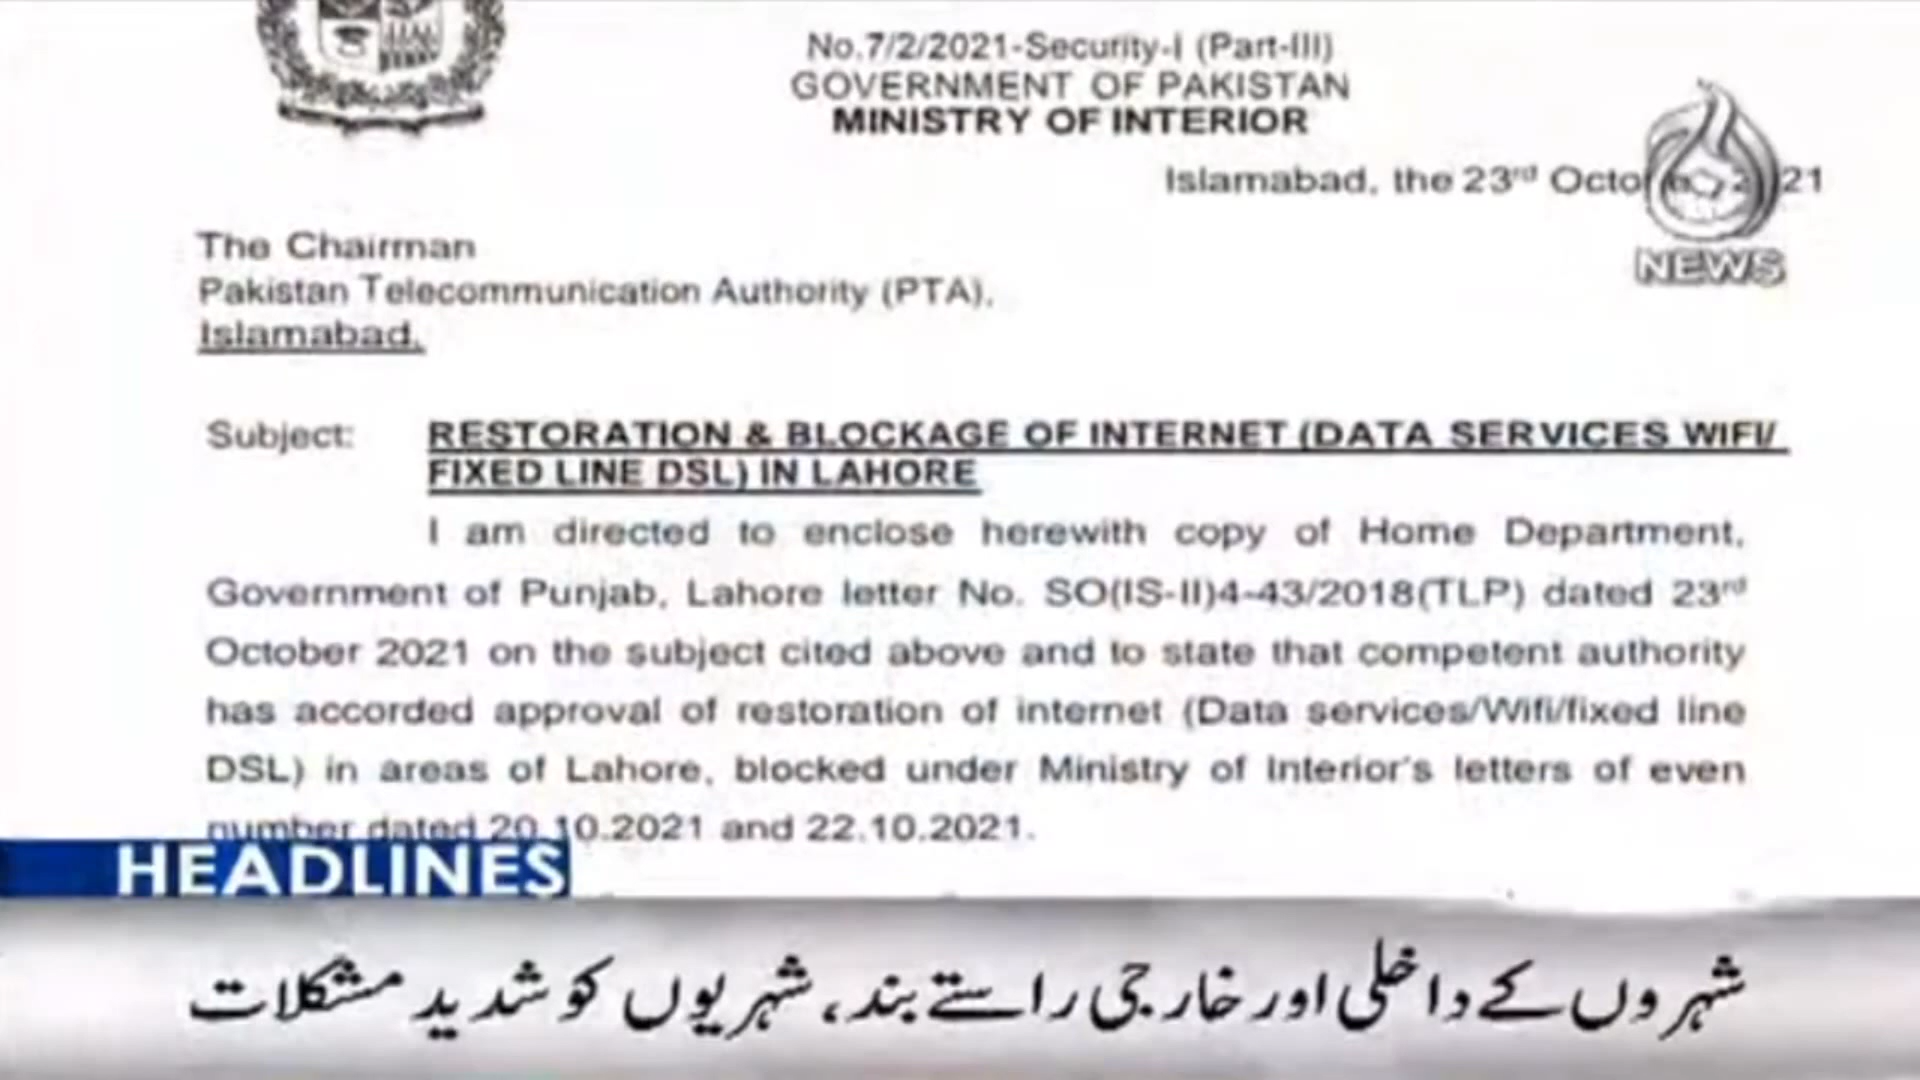 No.7/2/2021-Security-I (Part-III)
GOVERNMENT OF PAKISTAN
MINISTRY OF INTERIOR
Islamabad, the 23rd Octo 21
NEWS
The Chairman
Pakistan Telecommunication Authority (PTA),
Islamabad.
Subject: RESTORATION & BLOCKAGE OF INTERNET (DATA SERVICES WIFI/
FIXED LINE DSL) IN LAHORE
I am directed to enclose herewith copy of Home Department,
Government of Punjab, Lahore letter No. SO(IS-II)4-43/2018(TLP) dated 23rd
October 2021 on the subject cited above and to state that competent authority
has accorded approval of restoration of internet (Data services/Wifi/fixed line
DSL) in areas of Lahore, blocked under Ministry of Interior's letters of even
number dated 20.10.2021 and 22.10.2021.
HEADLINES
شہروں کے داخلی اور خارجی راستے بند، شہریوں کو شدید مشکلات